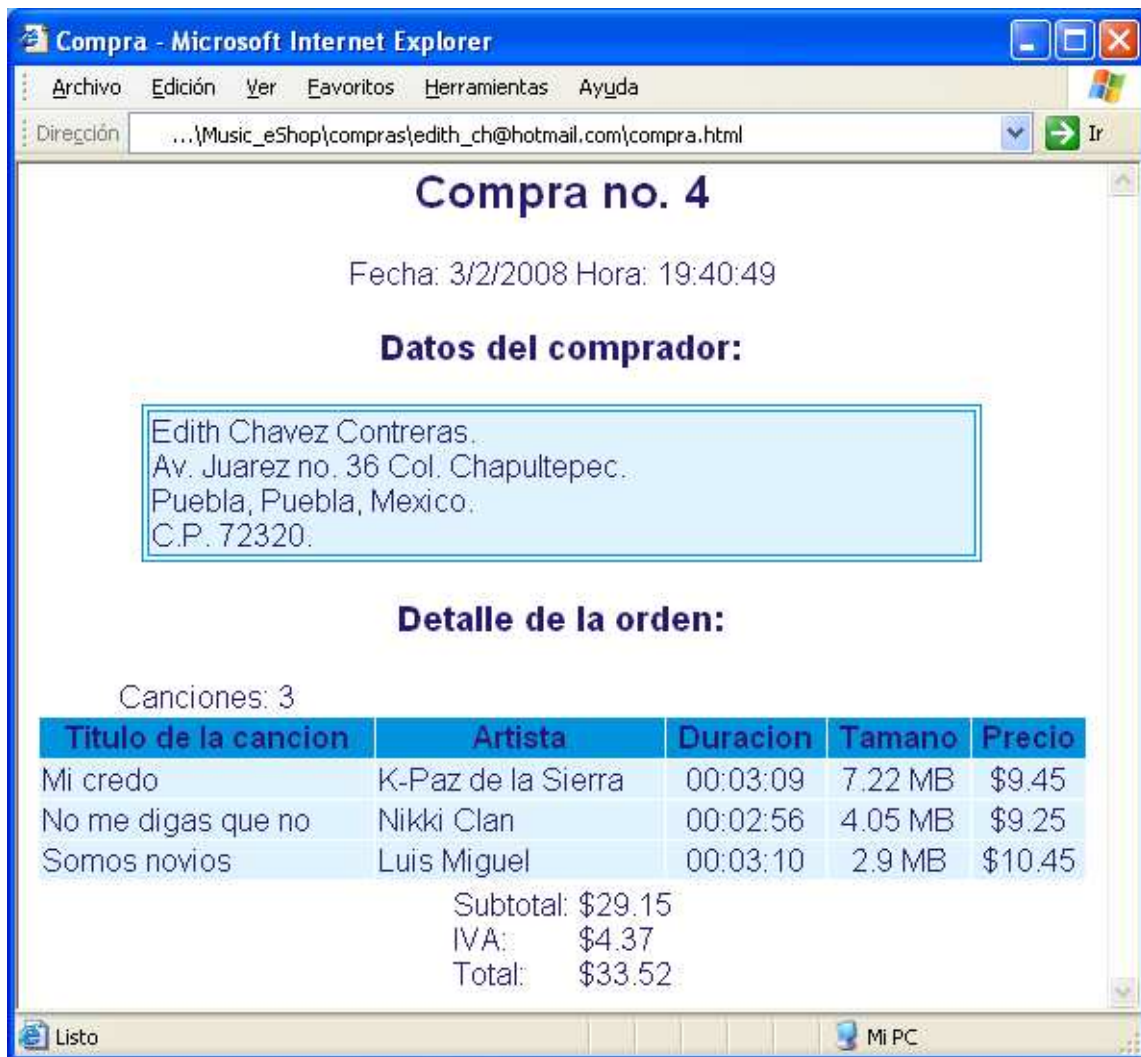 Compra - Microsoft Internet Explorer
Archivo Edición Ver Favoritos Herramientas Ayuda
Dirección ...\Music_eShop\compras\edith_ch@hotmail.com\compra.html Ir
Compra no. 4
Fecha: 3/2/2008 Hora: 19:40:49
Datos del comprador:
Edith Chavez Contreras.
Av. Juarez no. 36 Col. Chapultepec.
Puebla, Puebla, Mexico.
C.P. 72320.
Detalle de la orden:
Canciones: 3
Titulo de la cancion Artista Duracion Tamano Precio
Mi credo K-Paz de la Sierra 00:03:09 7.22 MB $9.45
No me digas que no Nikki Clan 00:02:56 4.05 MB $9.25
Somos novios Luis Miguel 00:03:10 2.9 MB $10.45
Subtotal: $29.15
IVA: $4.37
Total: $33.52
Listo Mi PC